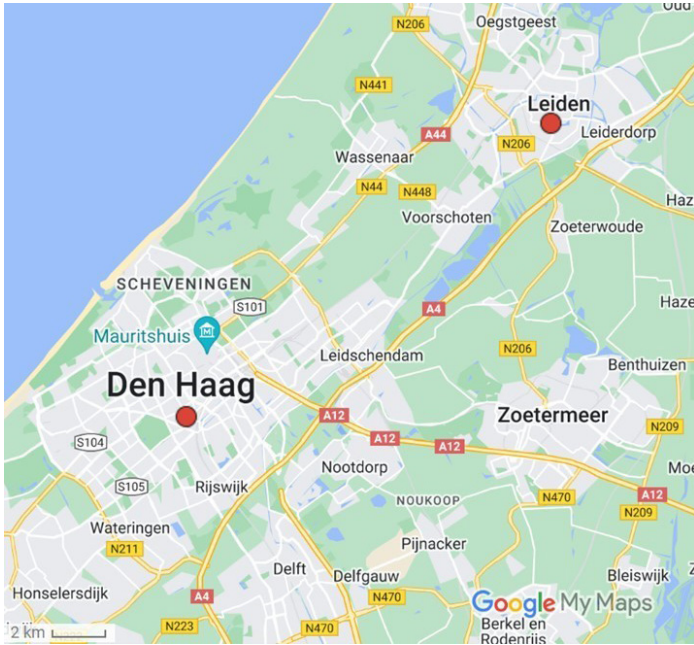 Oud
N206
Oegstgeest
N441
Leiden
A44
N206
Leiderdorp
Wassenaar
N44
N448
Voorschoten
Haz
Zoeterwoude
SCHEVENINGEN
S101
A4
Haze
Mauritshuis
Leidschendam
N206
Benthuizen
Den Haag
A12
Zoetermeer
N209
S104
A12
A12
Nootdorp
Moe
S105
Rijswijk
NOUKOOP
N470
A12
N209
Wateringen
N211
Pijnacker
Delft
Delfgauw
Bleiswijk
Honselersdijk
A4
N470
Google My Maps
N223
N470
Berkel en
Rodenrijs
2 km